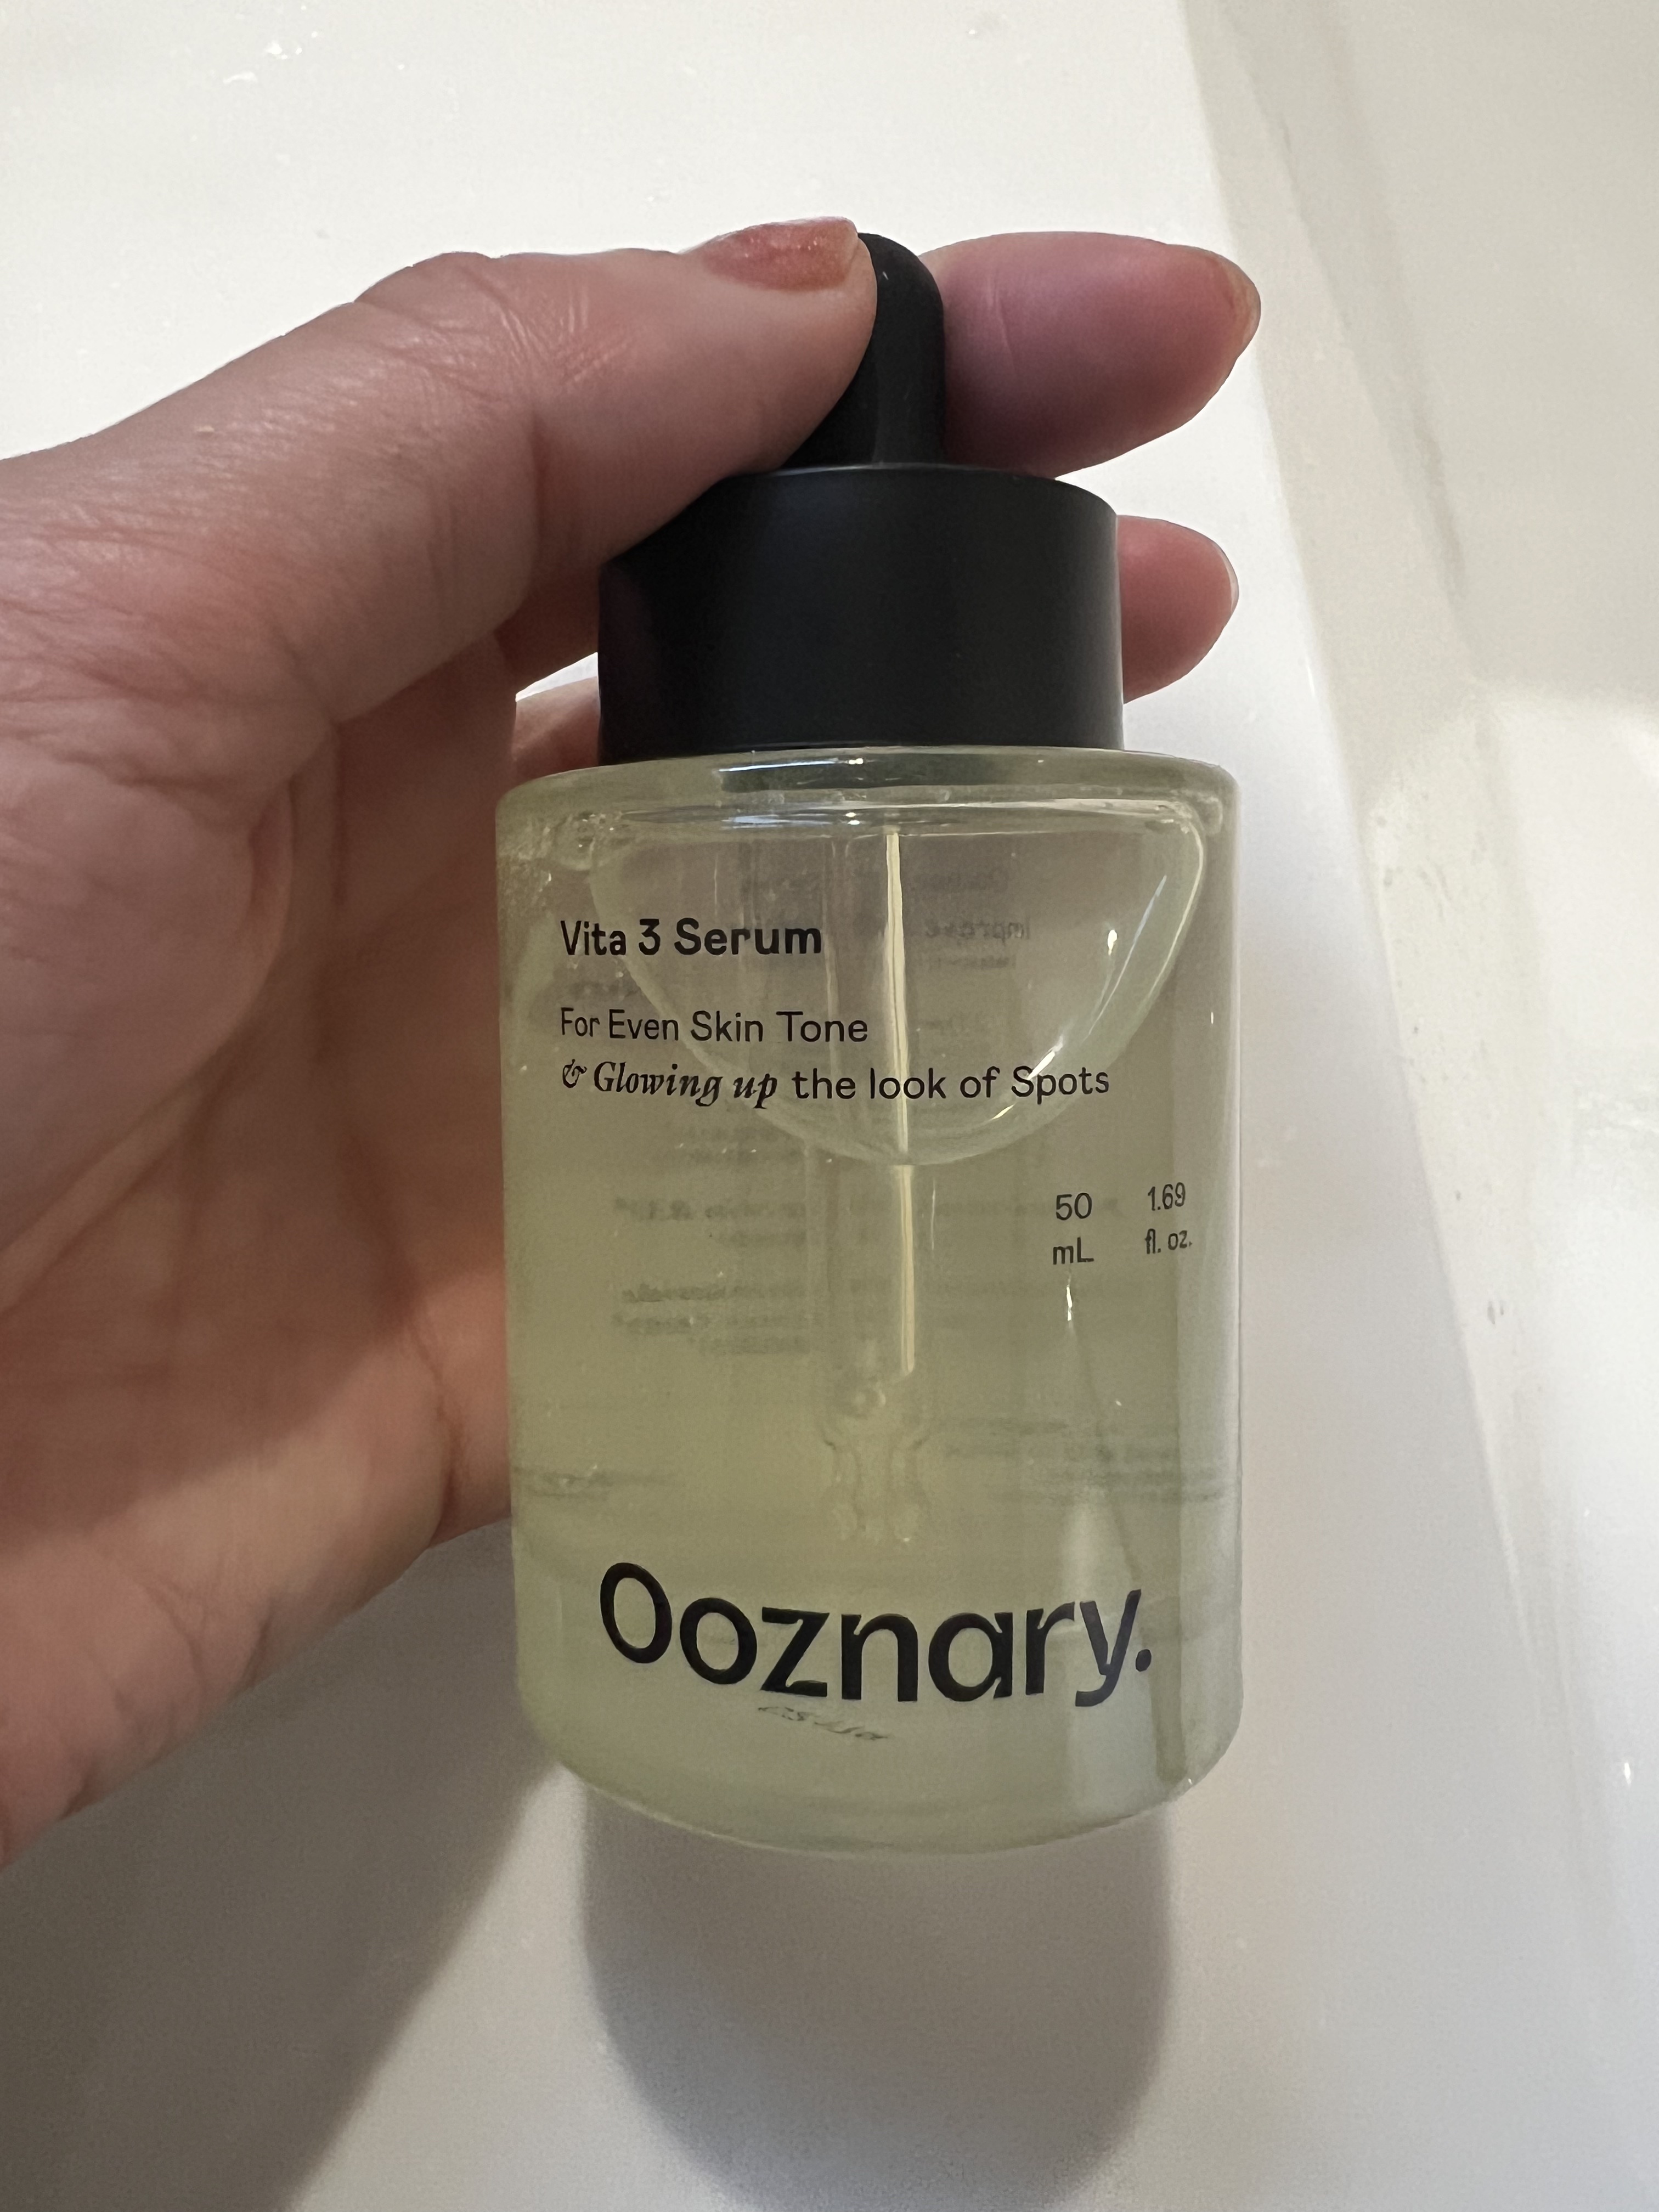 Vita 3 Serum
For Even Skin Tone
& Glowing up the look of Spots
50 mL
1.69 fl. oz.
Ooznary.